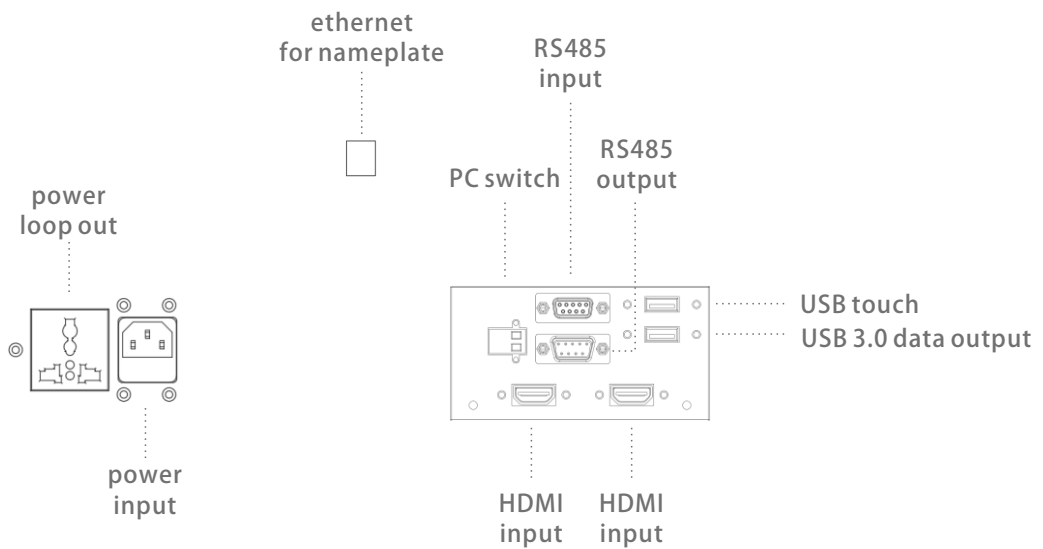 ethernet
for nameplate
RS485
input
RS485
output
PC switch
power
loop out
USB touch
USB 3.0 data output
power
input
HDMI
input
HDMI
input